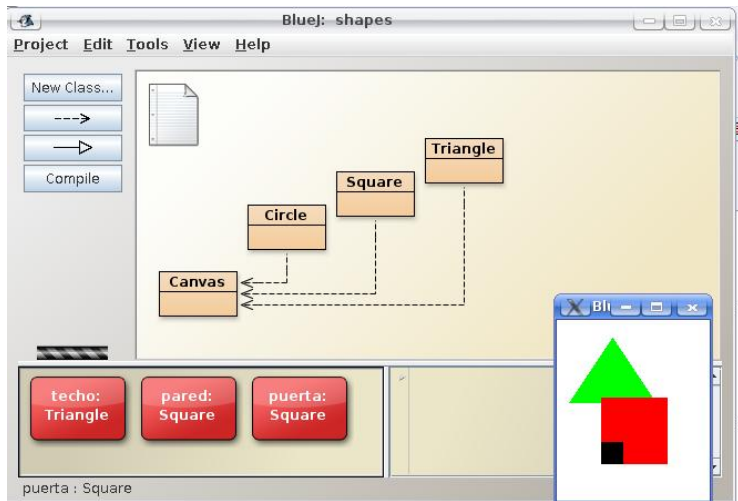 BlueJ: shapes
Project Edit Tools View Help
New Class...
Compile
Triangle
Square
Circle
Canvas
techo:
Triangle
pared:
Square
puerta:
Square
puerta : Square